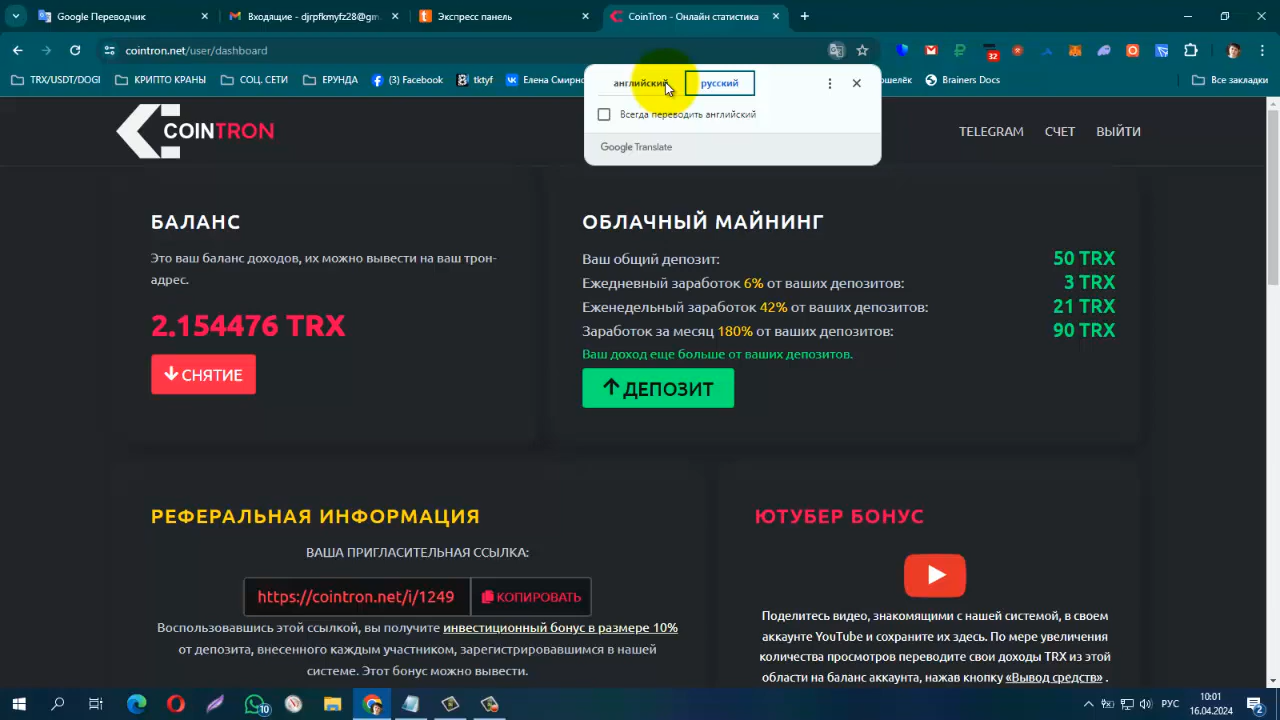 Google Переводчик
Входящие - djrpfkmyfz28@gm
Экспресс панель
CoinTron - Онлайн статистика
cointron.net/user/dashboard
32
TRX/USDT/DOGI
КРИПТО КРАНЫ
СОЦ. СЕТИ
ЕРУНДА
(3) Facebook
tktyf
Елена Смирно
Brainers Docs
Все закладки
английский
русский
Всегда переводить английский
Google Translate
COINTRON
TELEGRAM
СЧЕТ
ВЫЙТИ
БАЛАНС
Это ваш баланс доходов, их можно вывести на ваш трон-
адрес.
2.154476 TRX
СНЯТИЕ
ОБЛАЧНЫЙ МАЙНИНГ
Ваш общий депозит: 50 TRX
Ежедневный заработок 6% от ваших депозитов: 3 TRX
Еженедельный заработок 42% от ваших депозитов: 21 TRX
Заработок за месяц 180% от ваших депозитов: 90 TRX
Ваш доход еще больше от ваших депозитов.
ДЕПОЗИТ
РЕФЕРАЛЬНАЯ ИНФОРМАЦИЯ
ВАША ПРИГЛАСИТЕЛЬНАЯ ССЫЛКА:
https://cointron.net/i/1249
КОПИРОВАТЬ
Воспользовавшись этой ссылкой, вы получите инвестиционный бонус в размере 10%
от депозита, внесенного каждым участником, зарегистрировавшимся в нашей
системе. Этот бонус можно вывести.
ЮТУБЕР БОНУС
Поделитесь видео, знакомящими с нашей системой, в своем
аккаунте YouTube и сохраните их здесь. По мере увеличения
количества просмотров переводите свои доходы TRX из этой
области на баланс аккаунта, нажав кнопку «Вывод средств» .
10
РУС
10:01
16.04.2024
2